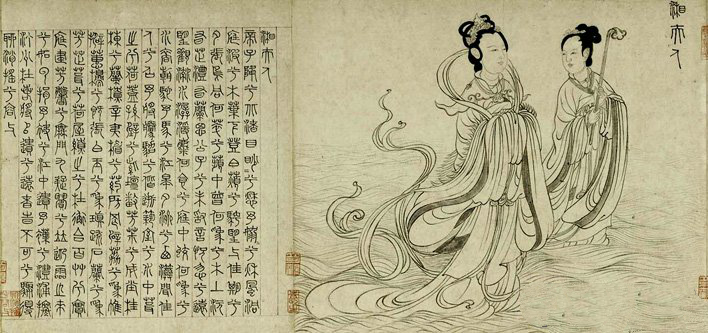 湘夫人
湘夫人
帝子降兮北渚目眇兮愁予嫋兮秋風洞
庭波兮木葉下登白薠兮騁望與佳期兮
夕張鳥何萃兮蘋中罾何為兮木上沅
有芷兮澧有蘭思公子兮未敢言荒忽兮遠
望觀流水兮潺湲麋何食兮庭中蛟何為兮
水裔朝馳余馬兮江皋夕濟兮西澨聞佳
人兮召予將騰駕兮偕逝築室兮水中葺
之兮荷蓋蓀壁兮紫壇播芳椒兮成堂桂
棟兮蘭橑辛夷楣兮葯房罔薜荔兮為帷
擗蕙櫋兮既張白玉兮為鎮疏石蘭兮為
芳芷葺兮荷屋繚之兮杜衡合百草兮實
庭建芳馨兮廡門九疑繽兮並迎靈之來
兮如雲捐余袂兮江中遺余褋兮澧浦搴
汀洲兮杜若將以遺兮遠者時不可兮驟得
聊逍遙兮容與